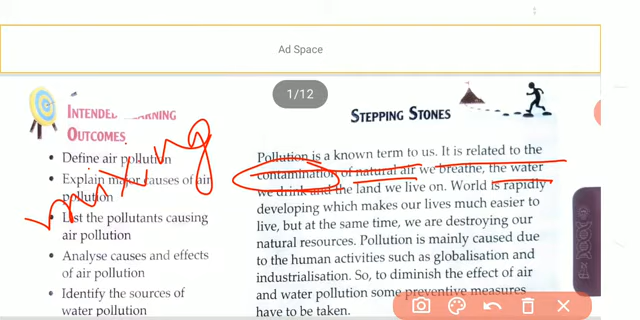 Ad Space
1/12
INTENDED LEARNING
OUTCOMES
• Define air pollution
• Explain major causes of air
pollution
• List the pollutants causing
air pollution
• Analyse causes and effects
of air pollution
• Identify the sources of
water pollution
mixing
STEPPING STONES
Pollution is a known term to us. It is related to the
contamination of natural air we breathe, the water
we drink and the land we live on. World is rapidly
developing which makes our lives much easier to
live, but at the same time, we are destroying our
natural resources. Pollution is mainly caused due
to the human activities such as globalisation and
industrialisation. So, to diminish the effect of air
and water pollution some preventive measures
have to be taken.